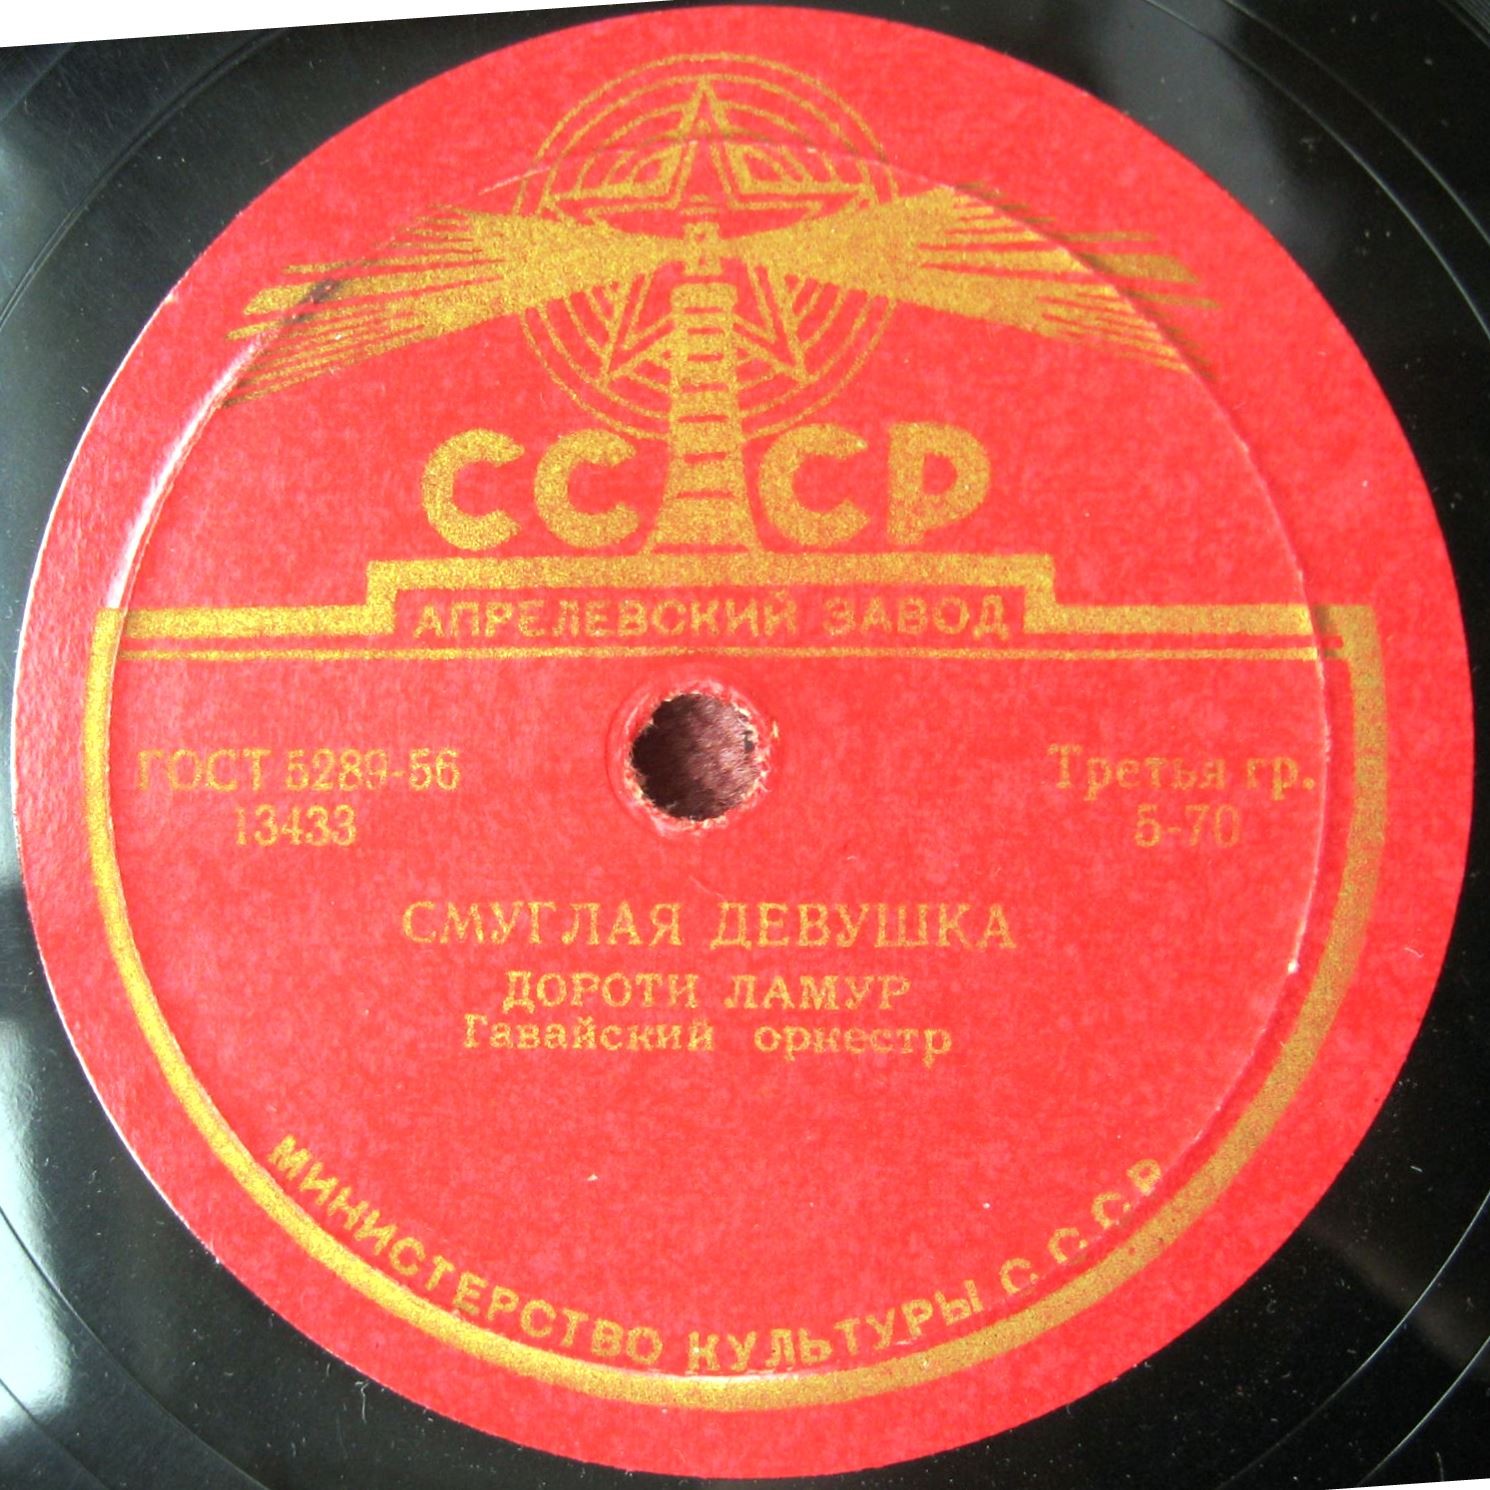 СССР
АПРЕЛЕВСКИЙ ЗАВОД
ГОСТ 5289-56
13433
Третья гр.
5-70
СМУГЛАЯ ДЕВУШКА
ДОРОТИ ЛАМУР
Гавайский оркестр
МИНИСТЕРСТВО КУЛЬТУРЫ СССР